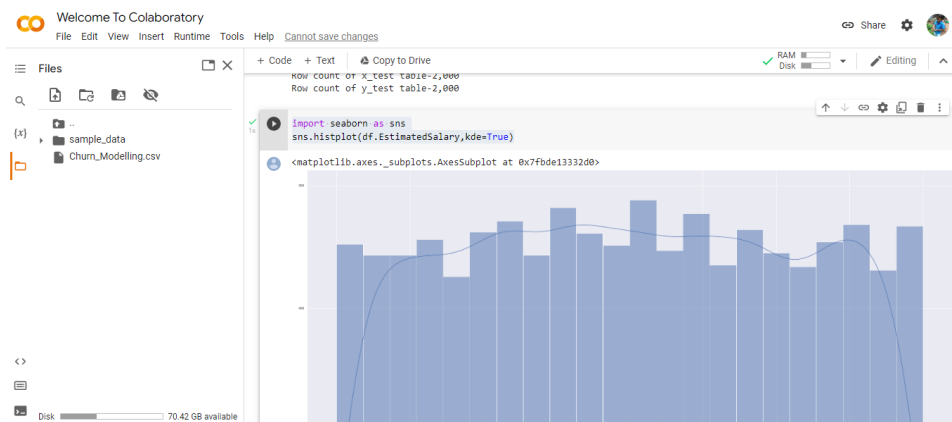 Welcome To Colaboratory
File Edit View Insert Runtime Tools Help Cannot save changes
Share
Files
+ Code + Text Copy to Drive
RAM
Disk
Editing
{x}
..
sample_data
Churn_Modelling.csv
Row count of x_test table-2,000
Row count of y_test table-2,000
1s
import seaborn as sns
sns.histplot(df.EstimatedSalary,kde=True)
<matplotlib.axes._subplots.AxesSubplot at 0x7fbde13332d0>
Disk 70.42 GB available